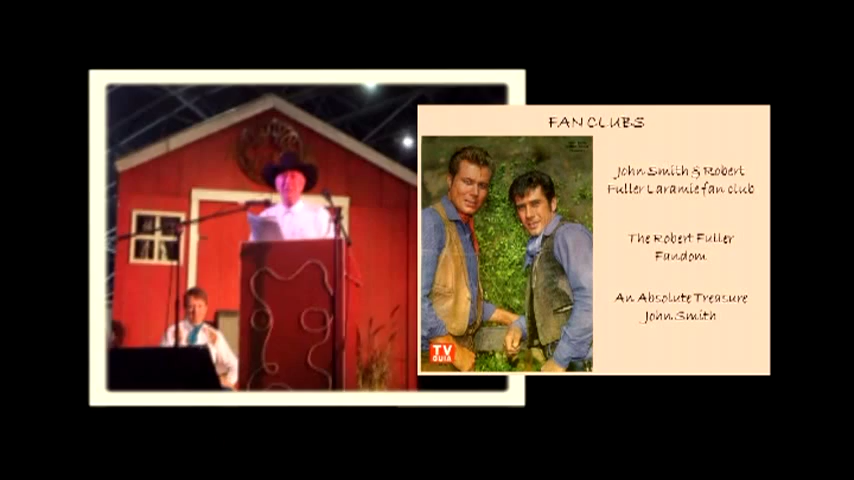 FAN CLUBS
John Smith & Robert
Fuller Laramie fan club
The Robert Fuller
Fandom
An Absolute Treasure
John Smith
TV
GUIA